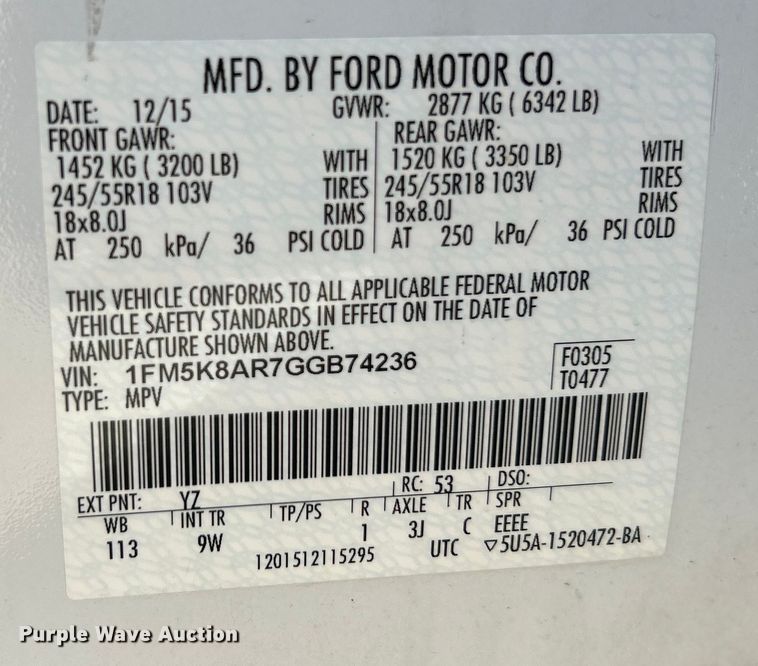 MFD. BY FORD MOTOR CO.
DATE: 12/15 GVWR: 2877 KG ( 6342 LB)
FRONT GAWR: REAR GAWR:
1452 KG ( 3200 LB) WITH 1520 KG ( 3350 LB) WITH
245/55R18 103V TIRES 245/55R18 103V TIRES
18x8.0J RIMS 18x8.0J RIMS
AT 250 kPa/ 36 PSI COLD AT 250 kPa/ 36 PSI COLD
THIS VEHICLE CONFORMS TO ALL APPLICABLE FEDERAL MOTOR
VEHICLE SAFETY STANDARDS IN EFFECT ON THE DATE OF
MANUFACTURE SHOWN ABOVE.
VIN: 1FM5K8AR7GGB74236 F0305
TYPE: MPV T0477
EXT PNT: YZ RC: 53 DSO:
WB INT TR TP/PS R AXLE TR SPR
113 9W 1 3J C EEEE
1201512115295 UTC ▽5U5A-1520472-BA
Purple Wave Auction